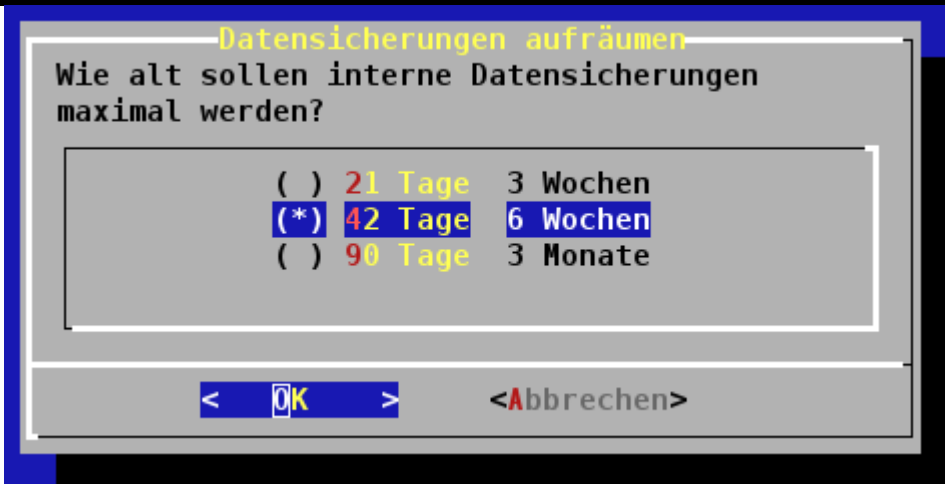 Datensicherungen aufräumen
Wie alt sollen interne Datensicherungen
maximal werden?
( ) 21 Tage 3 Wochen
(*) 42 Tage 6 Wochen
( ) 90 Tage 3 Monate
< OK > <Abbrechen>